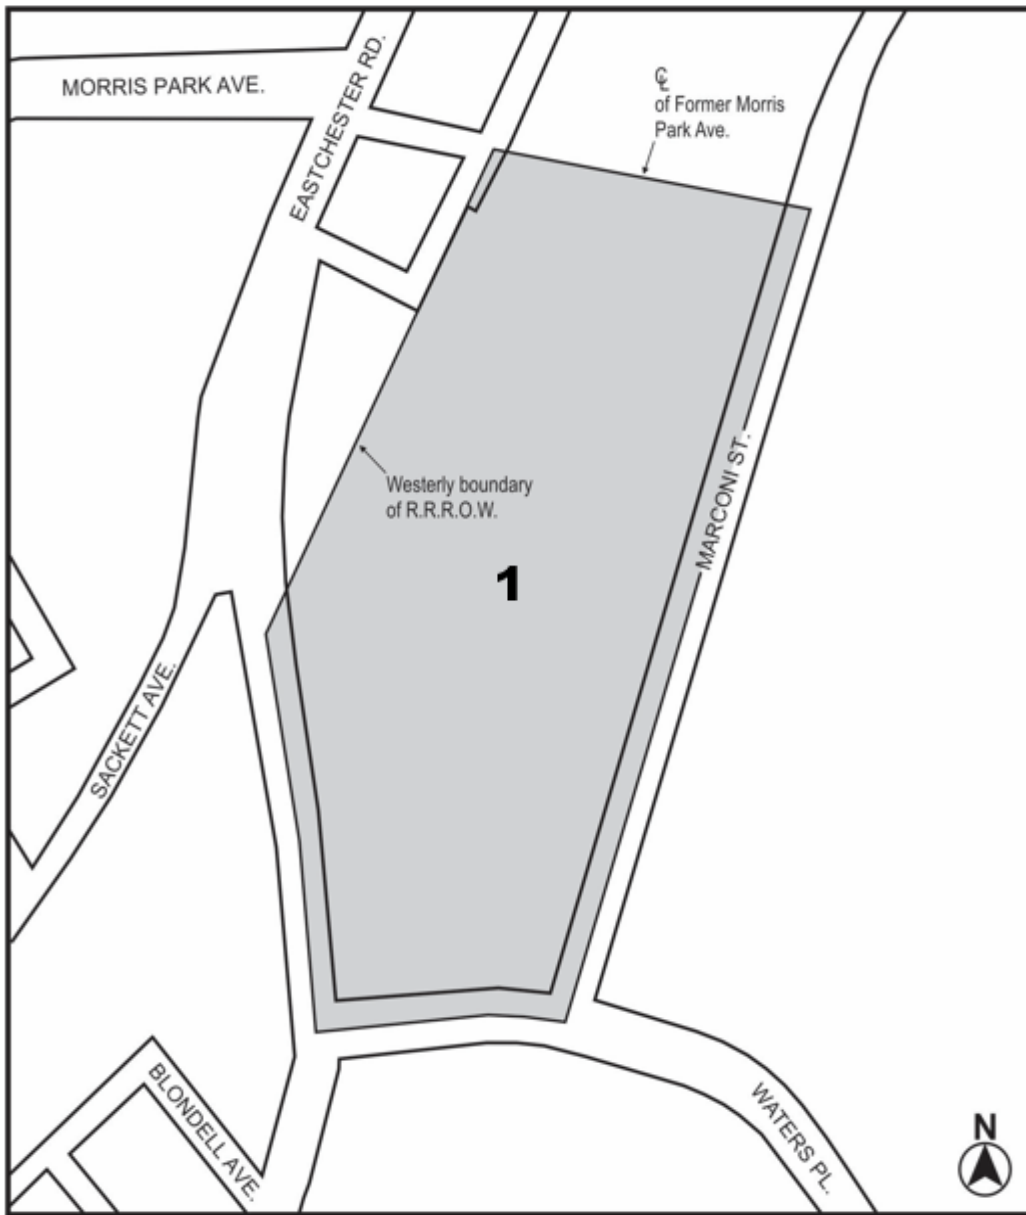 MORRIS PARK AVE.
EASTCHESTER RD.
℄
of Former Morris
Park Ave.
Westerly boundary
of R.R.R.O.W.
MARCONI ST.
1
SACKETT AVE.
BLONDELL AVE.
WATERS PL.
N